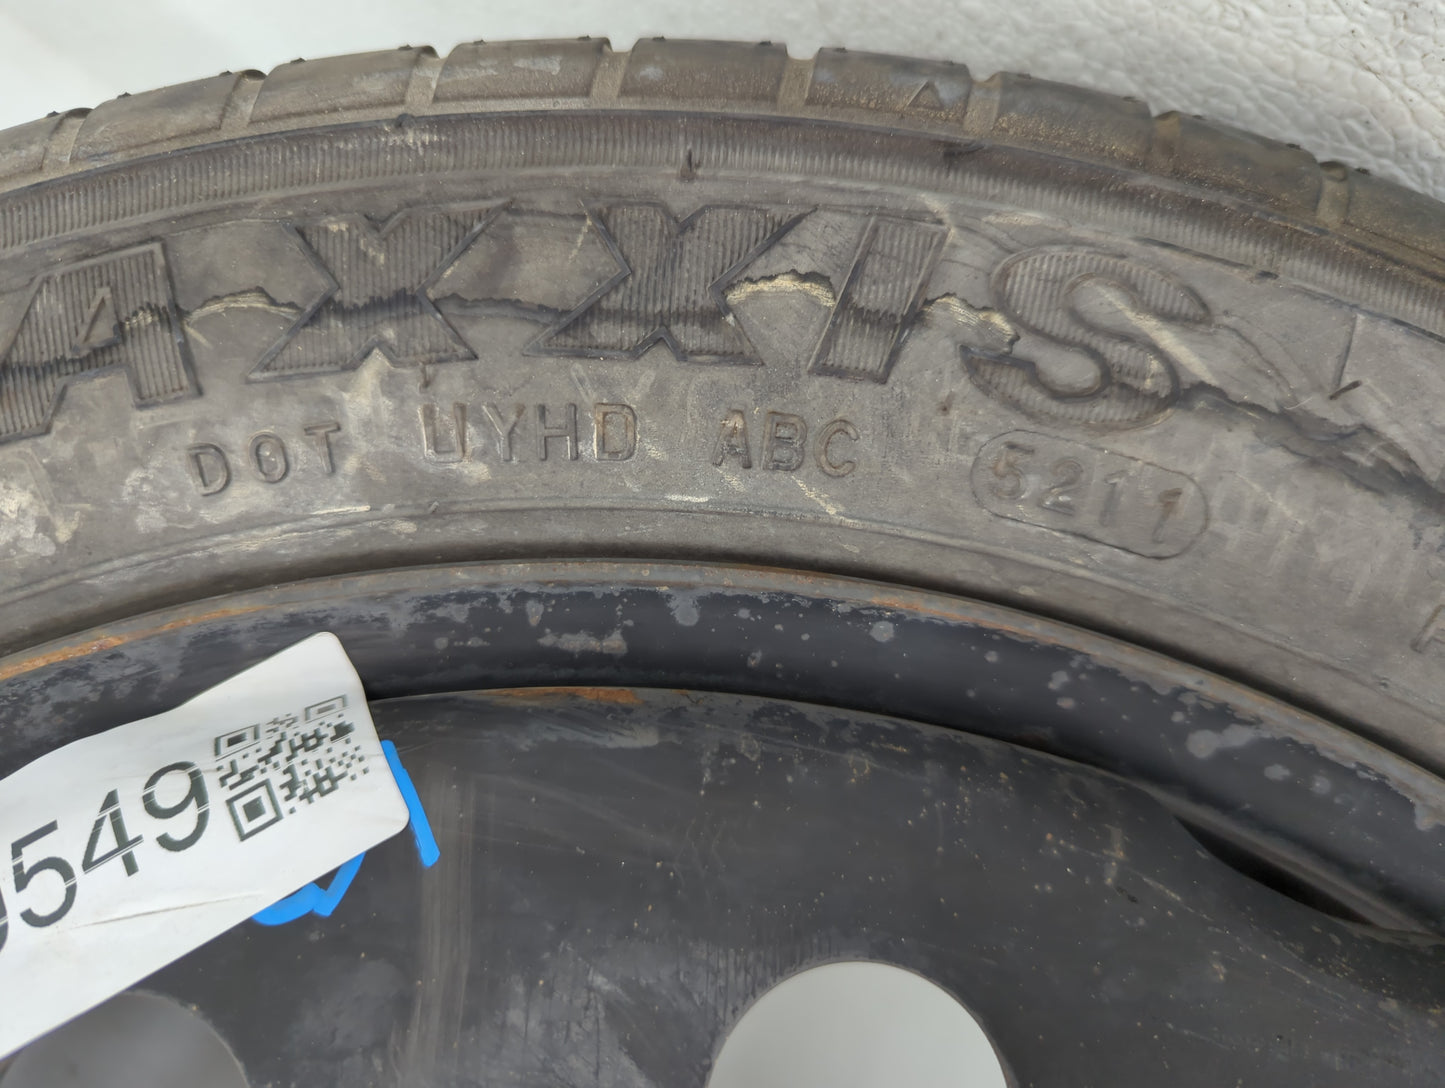 AXXIS
DOT UYHD ABC 5211
549